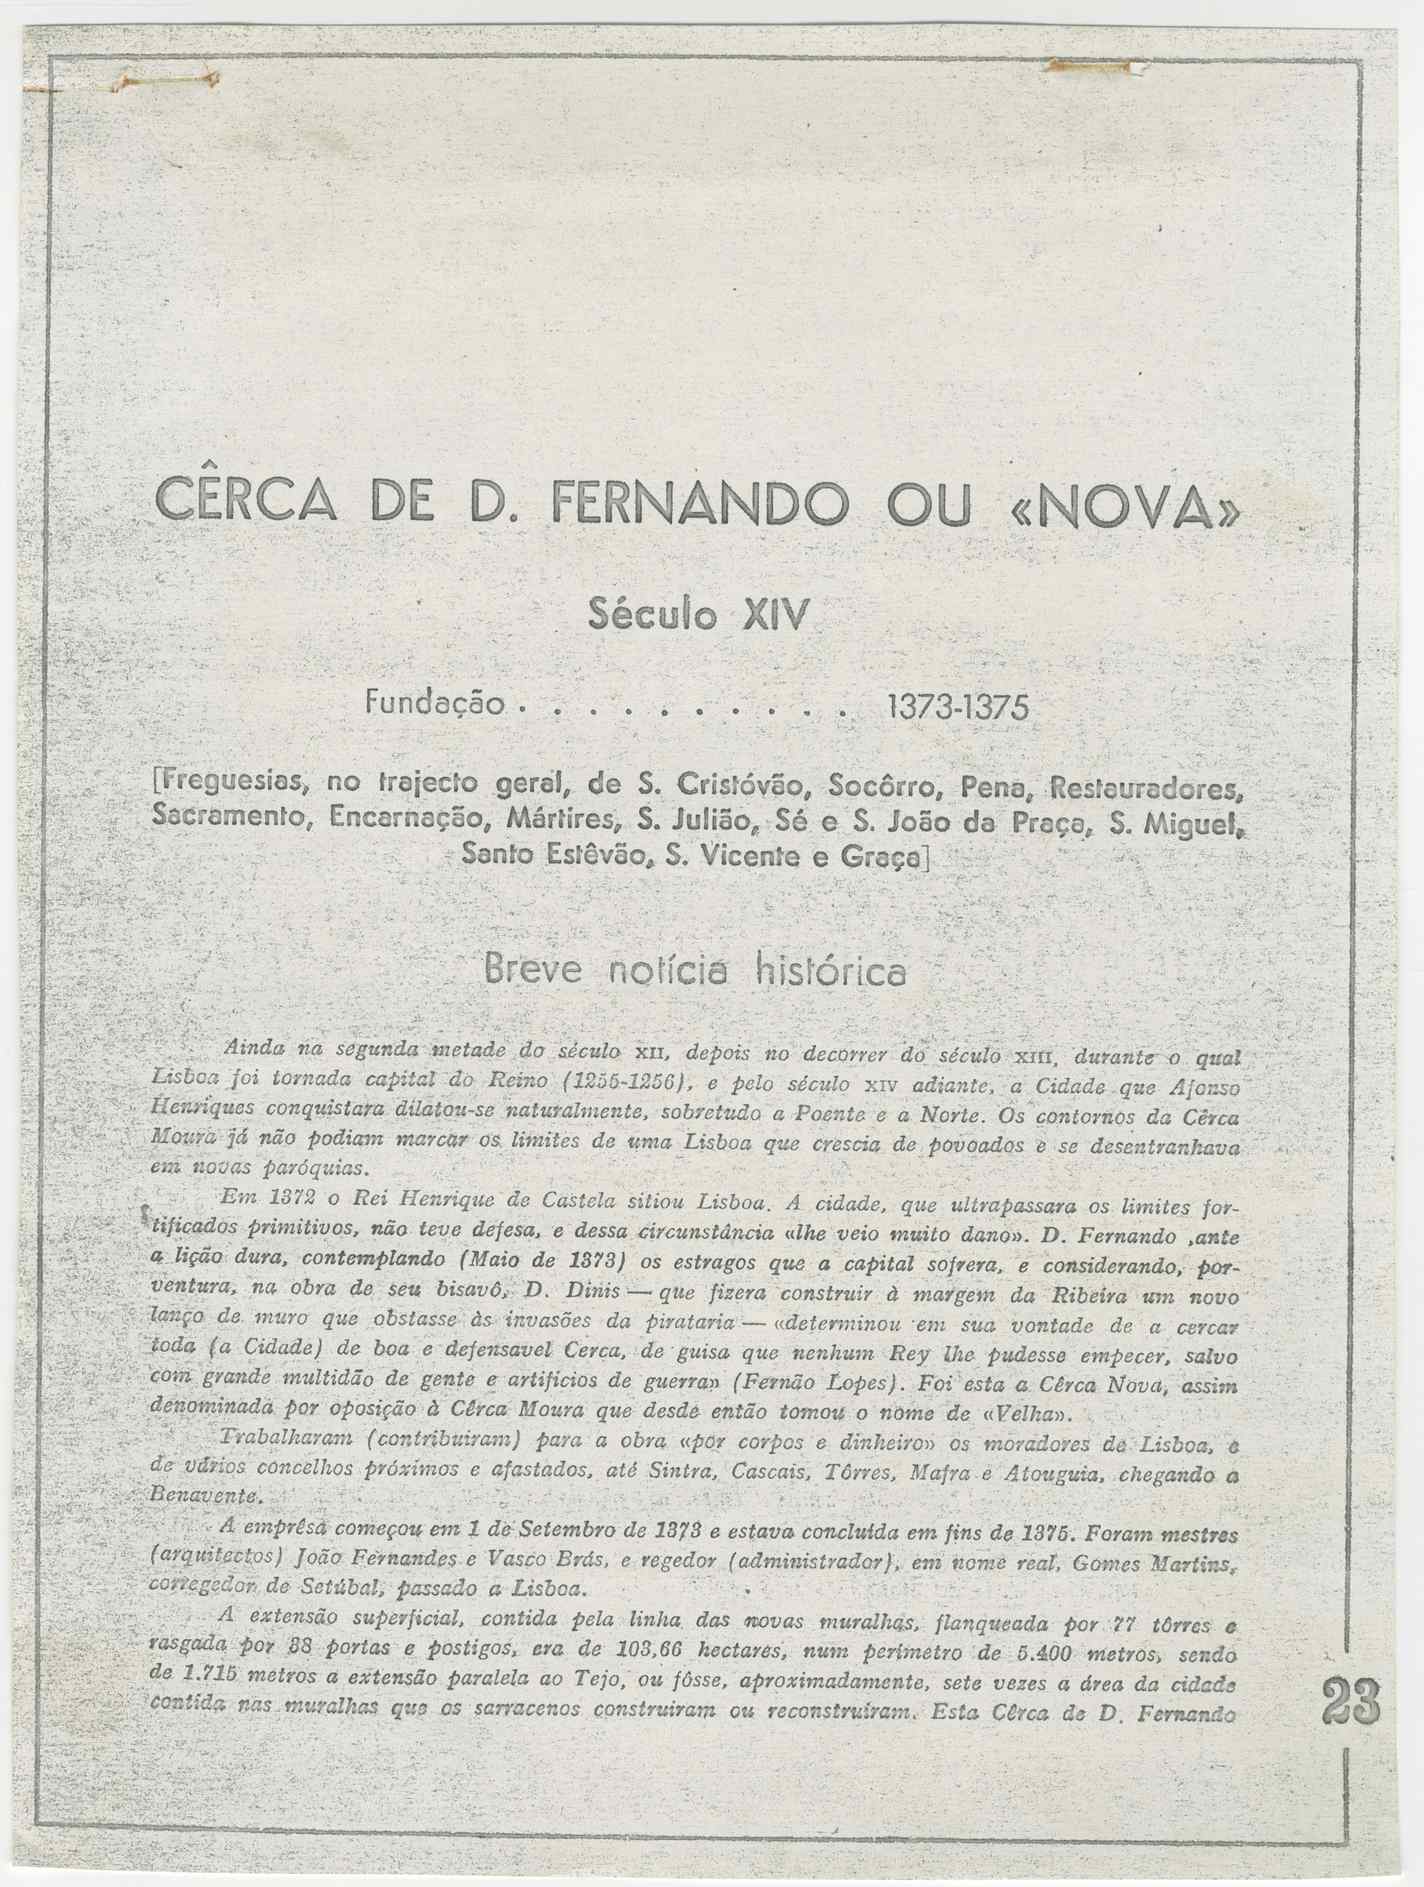 CÊRCA DE D. FERNANDO OU «NOVA»
Século XIV
Fundação . . . . . . . . . . 1373-1375
[Freguesias, no trajecto geral, de S. Cristóvão, Socôrro, Pena, Restauradores,
Sacramento, Encarnação, Mártires, S. Julião, Sé e S. João da Praça, S. Miguel,
Santo Estêvão, S. Vicente e Graça]
Breve notícia histórica
Ainda na segunda metade do século XII, depois no decorrer do século XIII, durante o qual
Lisboa foi tornada capital do Reino (1255-1256), e pelo século XIV adiante, a Cidade que Afonso
Henriques conquistara dilatou-se naturalmente, sobretudo a Poente e a Norte. Os contornos da Cêrca
Moura já não podiam marcar os limites de uma Lisboa que crescia de povoados e se desentranhava
em novas paróquias.
Em 1372 o Rei Henrique de Castela sitiou Lisboa. A cidade, que ultrapassara os limites for-
tificados primitivos, não teve defesa, e dessa circunstância «lhe veio muito dano». D. Fernando ,ante
a lição dura, contemplando (Maio de 1373) os estragos que a capital sofrera, e considerando, por-
ventura, na obra de seu bisavô, D. Dinis — que fizera construir à margem da Ribeira um novo
lanço de muro que obstasse às invasões da pirataria — «determinou em sua vontade de a cercar
toda (a Cidade) de boa e defensavel Cerca, de guisa que nenhum Rey lhe pudesse empecer, salvo
com grande multidão de gente e artificios de guerra» (Fernão Lopes). Foi esta a Cêrca Nova, assim
denominada por oposição à Cêrca Moura que desde então tomou o nome de «Velha».
Trabalharam (contribuiram) para a obra «por corpos e dinheiro» os moradores de Lisboa, e
de vários concelhos próximos e afastados, até Sintra, Cascais, Tôrres, Mafra e Atouguia, chegando a
Benavente.
A emprêsa começou em 1 de Setembro de 1373 e estava concluída em fins de 1375. Foram mestres
(arquitectos) João Fernandes e Vasco Brás, e regedor (administrador), em nome real, Gomes Martins,
corregedor de Setúbal, passado a Lisboa.
A extensão superficial, contida pela linha das novas muralhas, flanqueada por 77 tôrres e
rasgada por 38 portas e postigos, era de 103,66 hectares, num perímetro de 5.400 metros, sendo
de 1.715 metros a extensão paralela ao Tejo, ou fôsse, aproximadamente, sete vezes a área da cidade
contida nas muralhas que os sarracenos construiram ou reconstruíram. Esta Cêrca de D. Fernando
23